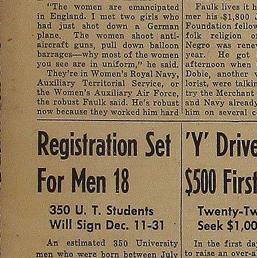 "The women are emancipated
in England. I met two girls who
had just shot down a German
plane. The women shoot anti-
aircraft guns, pull down balloon
barrages—why most of the women
you see are in uniform," he said.
They're in Women's Royal Navy,
Auxiliary Territorial Service, or
the Women's Auxiliary Air Force,
the robust Faulk said. He's robust
now because they worked him hard
Registration Set
For Men 18
350 U. T. Students
Will Sign Dec. 11-31
An estimated 350 University
men who were born between July
Faulk lives it
mer his $1,800
Foundation fellow
folk religion o
Negro was renew
year. He got
afternoon when
Dobie, another
lorist, were talkin
try the Merchant
and Navy already
him on several c
'Y' Drive
$500 First
Twenty-Tw
Seek $1,00
In the first da
to raise an over-a